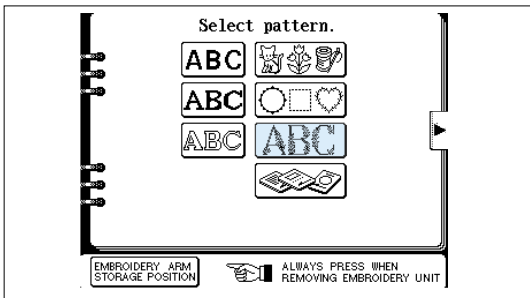 Select pattern.
ABC
ABC
ABC ABC
EMBROIDERY ARM
STORAGE POSITION
ALWAYS PRESS WHEN
REMOVING EMBROIDERY UNIT